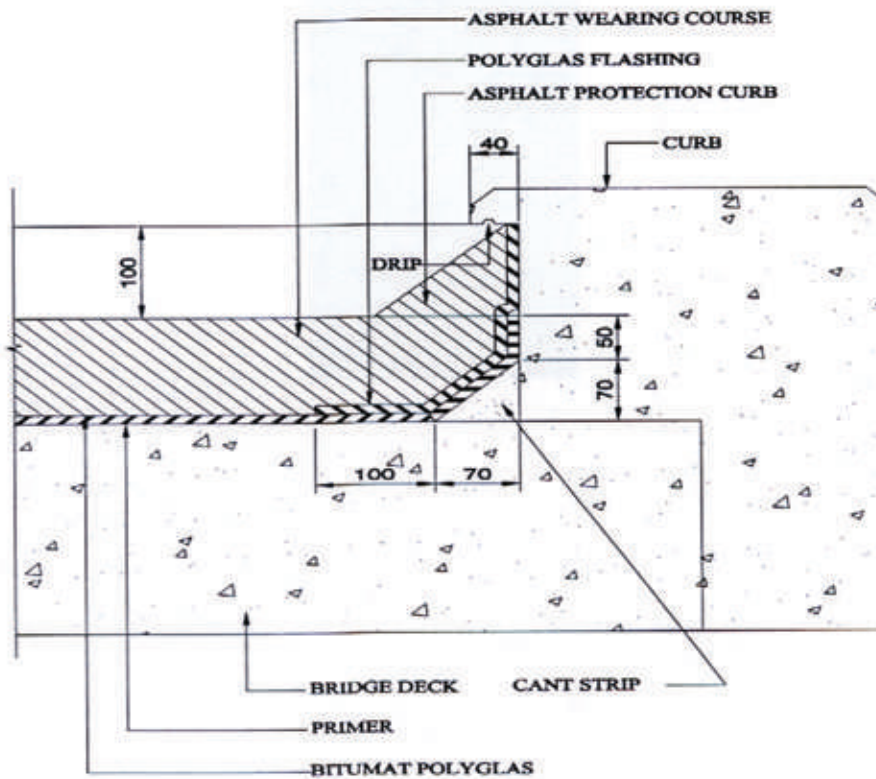 ASPHALT WEARING COURSE
POLYGLAS FLASHING
ASPHALT PROTECTION CURB
40
CURB
100
DRIP
50
70
100
70
BRIDGE DECK
CANT STRIP
PRIMER
BITUMAT POLYGLAS